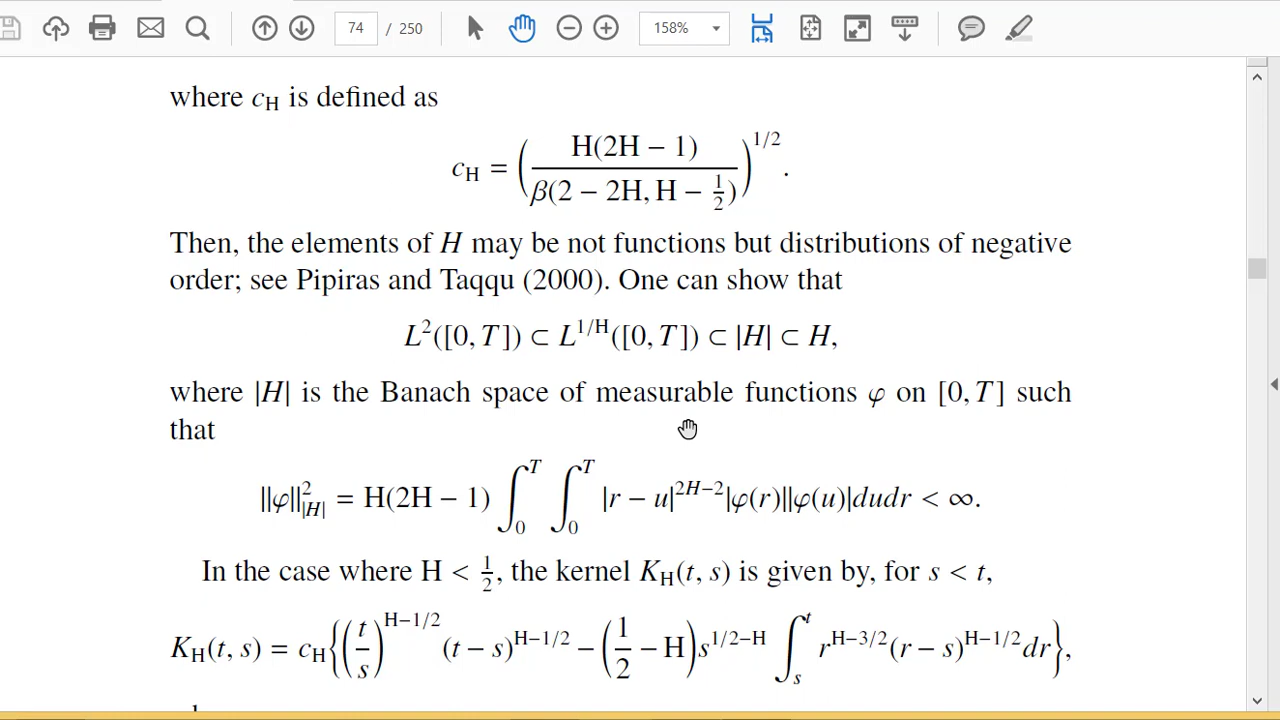 74 / 250 158%
where c_H is defined as
c_H = ( H(2H − 1) / β(2 − 2H, H − 1/2) )^{1/2}.
Then, the elements of H may be not functions but distributions of negative
order; see Pipiras and Taqqu (2000). One can show that
L^2([0, T]) ⊂ L^{1/H}([0, T]) ⊂ |H| ⊂ H,
where |H| is the Banach space of measurable functions φ on [0, T] such
that
||φ||^2_{|H|} = H(2H − 1) ∫_0^T ∫_0^T |r − u|^{2H−2}|φ(r)||φ(u)|dudr < ∞.
In the case where H < 1/2, the kernel K_H(t, s) is given by, for s < t,
K_H(t, s) = c_H{(t/s)^{H−1/2} (t − s)^{H−1/2} − (1/2 − H)s^{1/2−H} ∫_s^t r^{H−3/2}(r − s)^{H−1/2}dr},